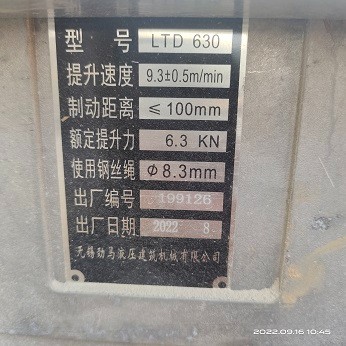 型号 LTD 630
提升速度 9.3±0.5m/min
制动距离 ≤100mm
额定提升力 6.3 KN
使用钢丝绳 Φ8.3mm
出厂编号 199126
出厂日期 2022 8
无锡劲马液压建筑机械有限公司
2022.09.16 10:45